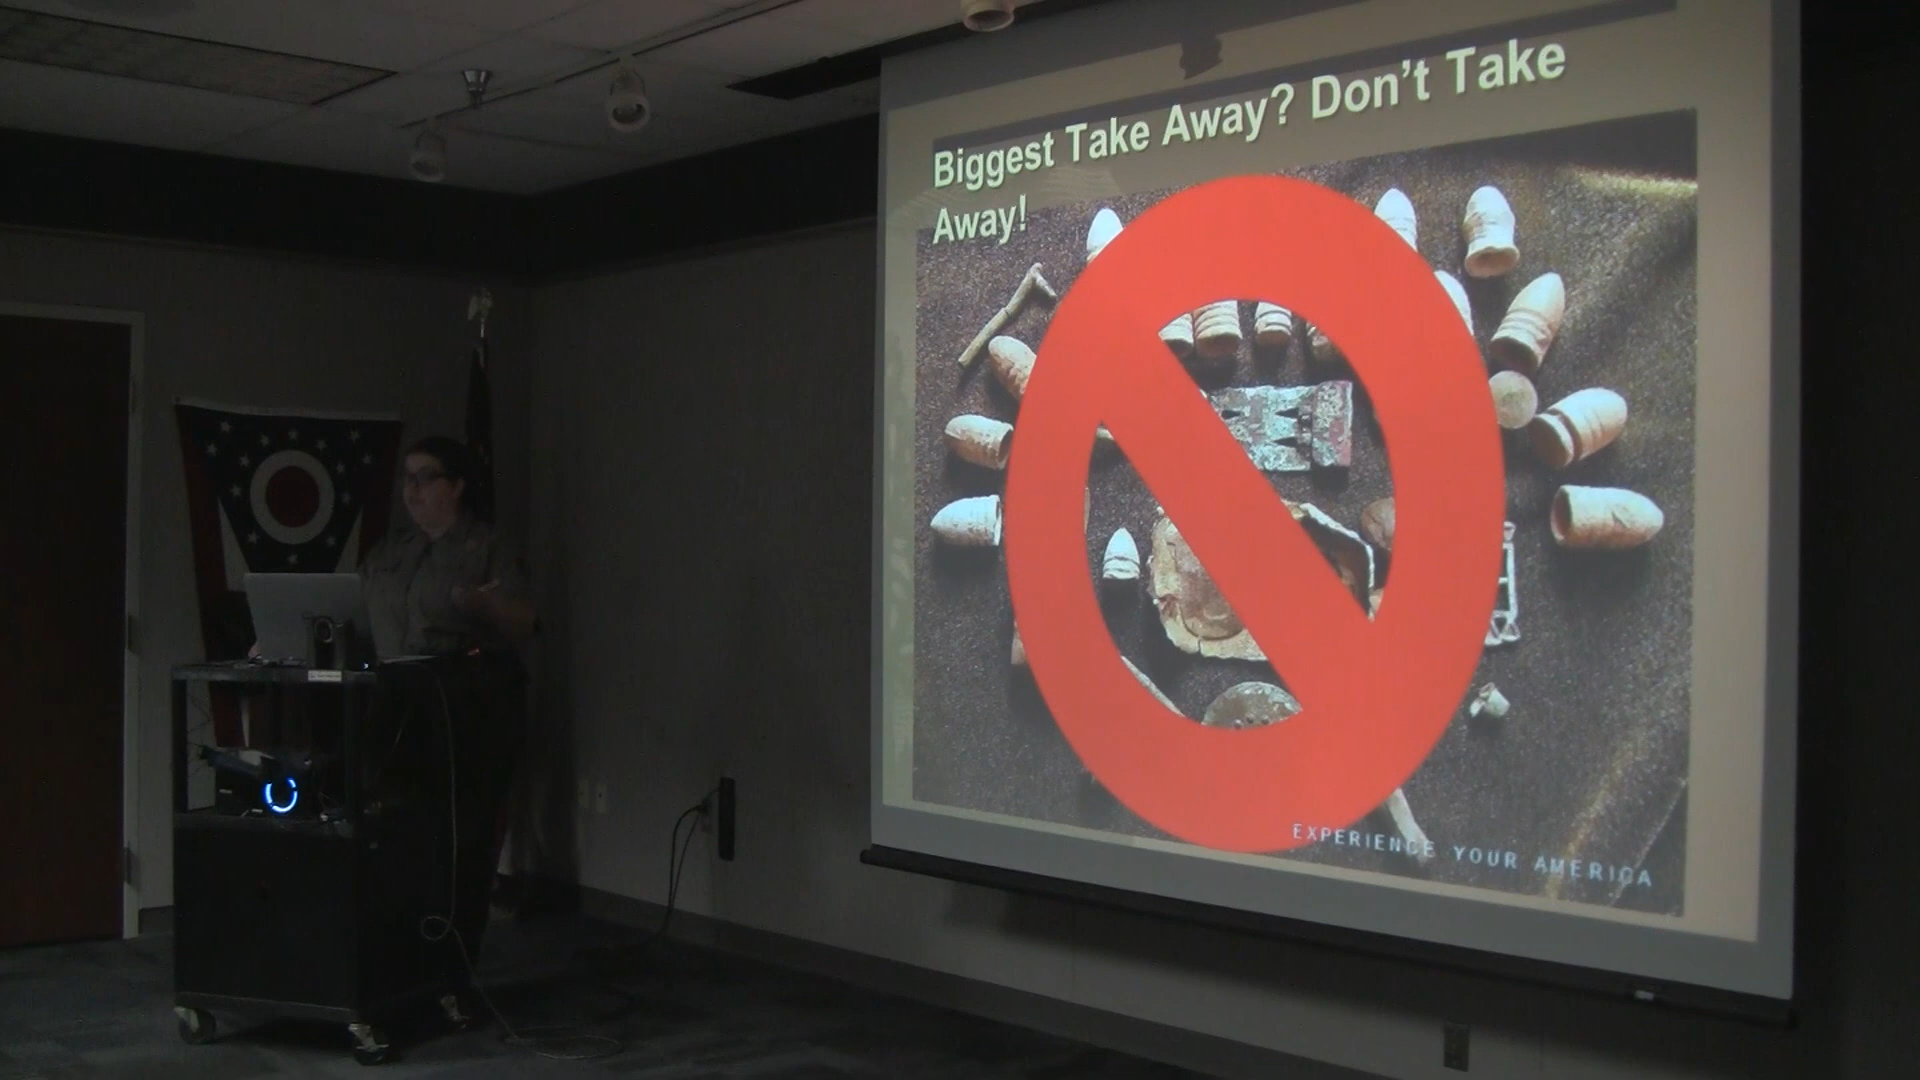 Biggest Take Away? Don't Take
Away!
EXPERIENCE YOUR AMERICA